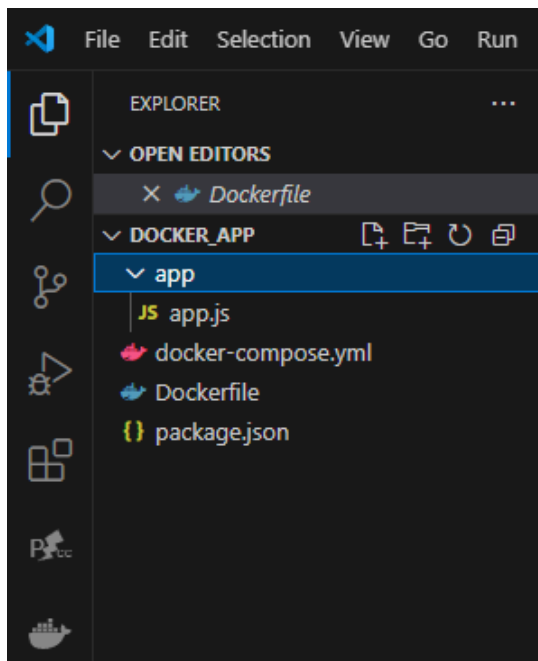 File Edit Selection View Go Run
EXPLORER ...
OPEN EDITORS
Dockerfile
DOCKER_APP
app
JS app.js
docker-compose.yml
Dockerfile
{} package.json